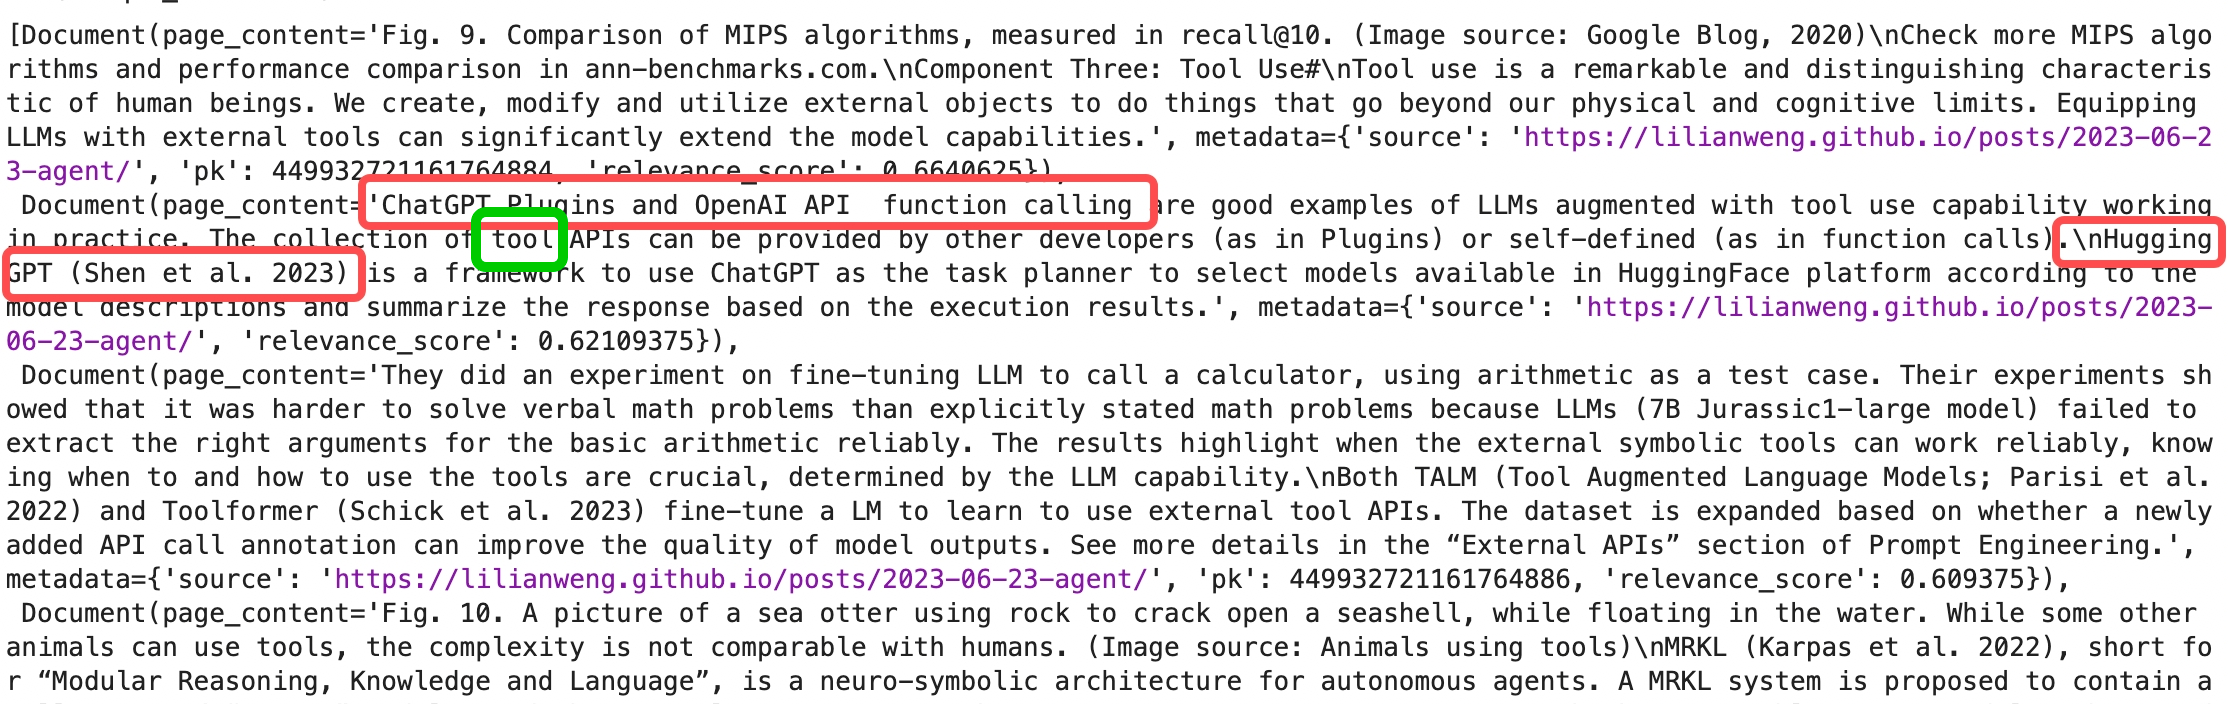 [Document(page_content='Fig. 9. Comparison of MIPS algorithms, measured in recall@10. (Image source: Google Blog, 2020)\nCheck more MIPS algo
rithms and performance comparison in ann-benchmarks.com.\nComponent Three: Tool Use#\nTool use is a remarkable and distinguishing characteris
tic of human beings. We create, modify and utilize external objects to do things that go beyond our physical and cognitive limits. Equipping
LLMs with external tools can significantly extend the model capabilities.', metadata={'source': 'https://lilianweng.github.io/posts/2023-06-2
3-agent/', 'pk': 449932721161764884, 'relevance_score': 0.6640625}),
Document(page_content='ChatGPT Plugins and OpenAI API  function calling are good examples of LLMs augmented with tool use capability working
in practice. The collection of tool APIs can be provided by other developers (as in Plugins) or self-defined (as in function calls).\nHugging
GPT (Shen et al. 2023) is a framework to use ChatGPT as the task planner to select models available in HuggingFace platform according to the
model descriptions and summarize the response based on the execution results.', metadata={'source': 'https://lilianweng.github.io/posts/2023-
06-23-agent/', 'relevance_score': 0.62109375}),
Document(page_content='They did an experiment on fine-tuning LLM to call a calculator, using arithmetic as a test case. Their experiments sh
owed that it was harder to solve verbal math problems than explicitly stated math problems because LLMs (7B Jurassic1-large model) failed to
extract the right arguments for the basic arithmetic reliably. The results highlight when the external symbolic tools can work reliably, know
ing when to and how to use the tools are crucial, determined by the LLM capability.\nBoth TALM (Tool Augmented Language Models; Parisi et al.
2022) and Toolformer (Schick et al. 2023) fine-tune a LM to learn to use external tool APIs. The dataset is expanded based on whether a newly
added API call annotation can improve the quality of model outputs. See more details in the “External APIs” section of Prompt Engineering.',
metadata={'source': 'https://lilianweng.github.io/posts/2023-06-23-agent/', 'pk': 449932721161764886, 'relevance_score': 0.609375}),
Document(page_content='Fig. 10. A picture of a sea otter using rock to crack open a seashell, while floating in the water. While some other
animals can use tools, the complexity is not comparable with humans. (Image source: Animals using tools)\nMRKL (Karpas et al. 2022), short fo
r “Modular Reasoning, Knowledge and Language”, is a neuro-symbolic architecture for autonomous agents. A MRKL system is proposed to contain a